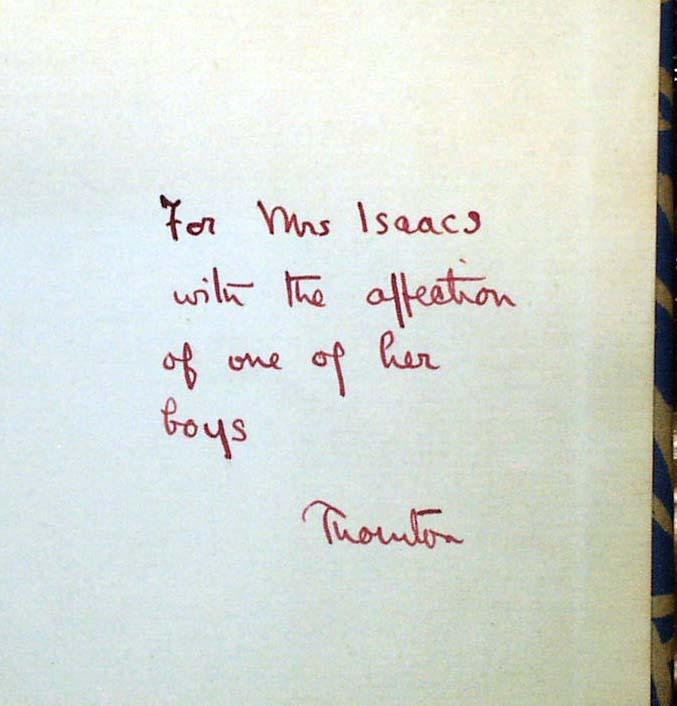 For Mrs Isaacs
with the affection
of one of her
boys
Thornton